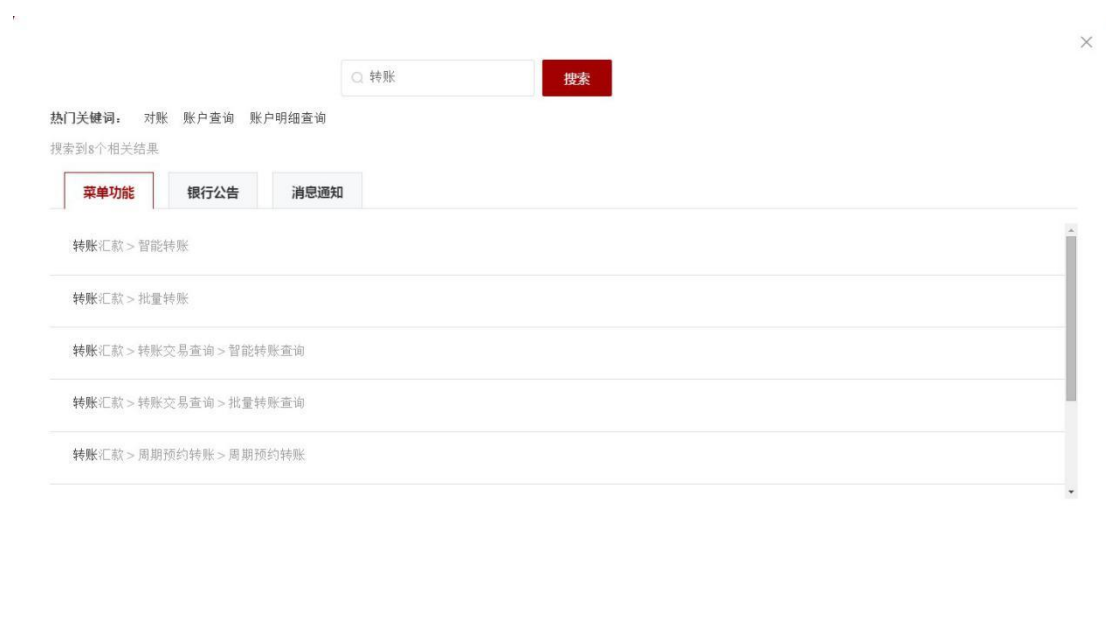 转账 搜索
热门关键词： 对账 账户查询 账户明细查询
搜索到8个相关结果
菜单功能 银行公告 消息通知
转账汇款 > 智能转账
转账汇款 > 批量转账
转账汇款 > 转账交易查询 > 智能转账查询
转账汇款 > 转账交易查询 > 批量转账查询
转账汇款 > 周期预约转账 > 周期预约转账